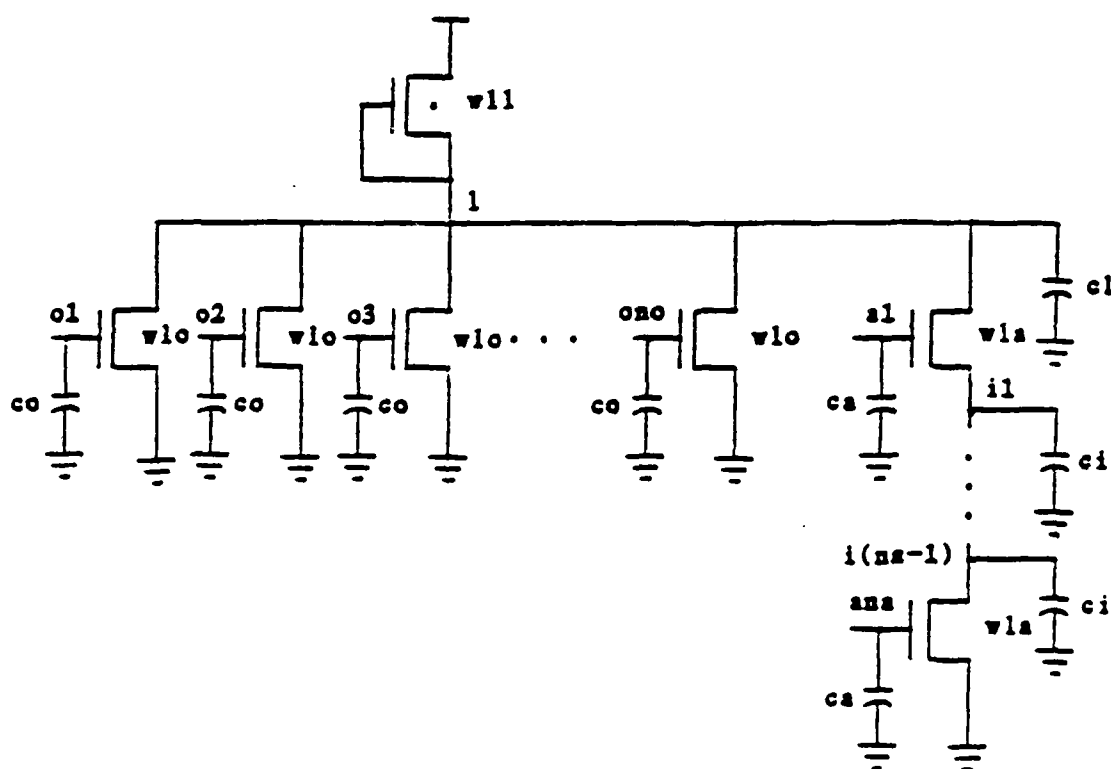 wll
l
o1 wlo o2 wlo o3 wlo ono wlo a1 wla cl
co co co co ca i1
ci
i(na-1)
ana wla ci
ca